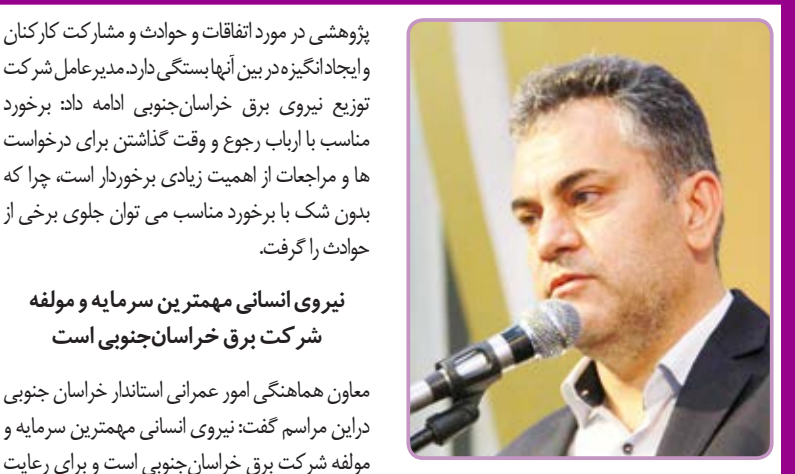 پژوهشی در مورد اتفاقات و حوادث و مشارکت کارکنان
و ایجاد انگیزه در بین آنها بستگی دارد. مدیرعامل شرکت
توزیع نیروی برق خراسان‌جنوبی ادامه داد: برخورد
مناسب با ارباب رجوع و وقت گذاشتن برای درخواست
ها و مراجعات از اهمیت زیادی برخوردار است، چرا که
بدون شک با برخورد مناسب می توان جلوی برخی از
حوادث را گرفت.
نیروی انسانی مهمترین سرمایه و مولفه
شرکت برق خراسان‌جنوبی است
معاون هماهنگی امور عمرانی استاندار خراسان جنوبی
دراین مراسم گفت: نیروی انسانی مهمترین سرمایه و
مولفه شرکت برق خراسان‌جنوبی است و برای رعایت